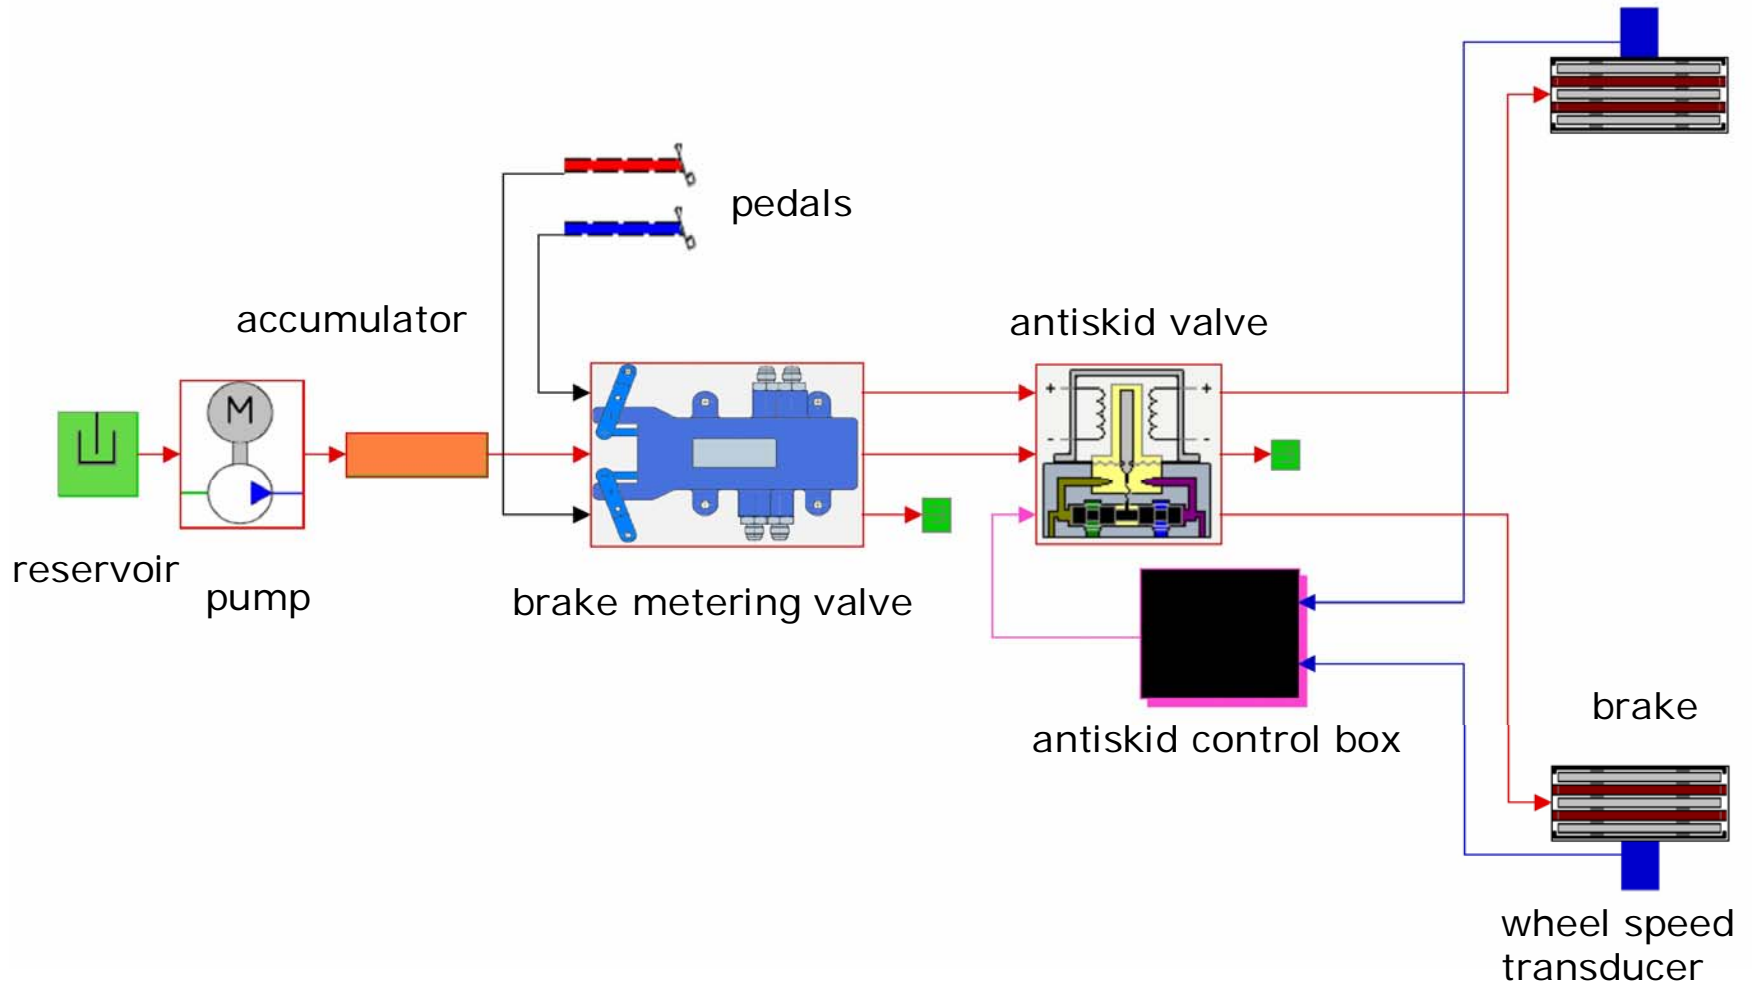 pedals
accumulator
antiskid valve
M
+
+
-
-
reservoir
pump
brake metering valve
brake
antiskid control box
wheel speed
transducer